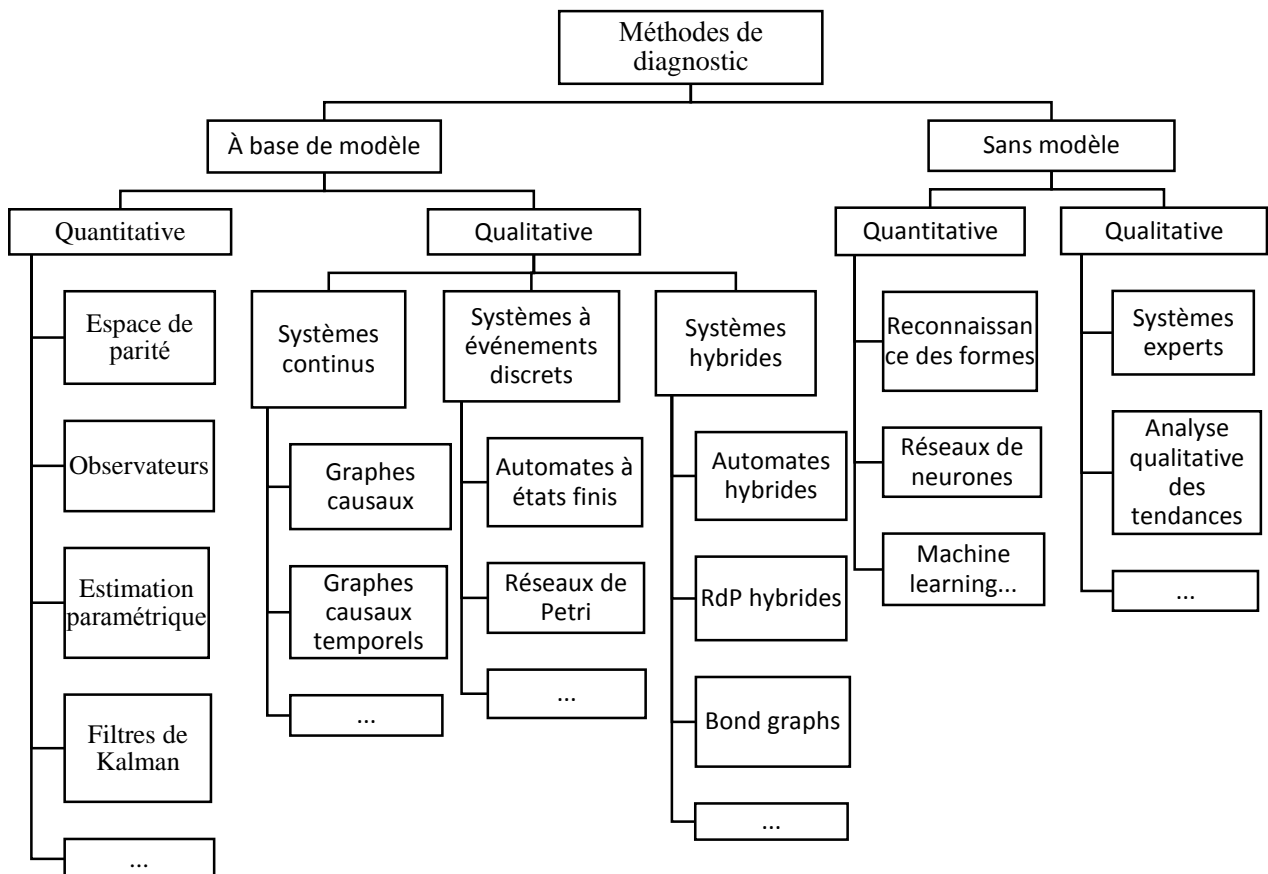 Méthodes de
diagnostic
À base de modèle
Sans modèle
Quantitative
Qualitative
Quantitative
Qualitative
Espace de
parité
Observateurs
Estimation
paramétrique
Filtres de
Kalman
...
Systèmes
continus
Graphes
causaux
Graphes
causaux
temporels
...
Systèmes à
événements
discrets
Automates à
états finis
Réseaux de
Petri
...
Systèmes
hybrides
Automates
hybrides
RdP hybrides
Bond graphs
...
Reconnaissan
ce des formes
Réseaux de
neurones
Machine
learning...
Systèmes
experts
Analyse
qualitative
des
tendances
...